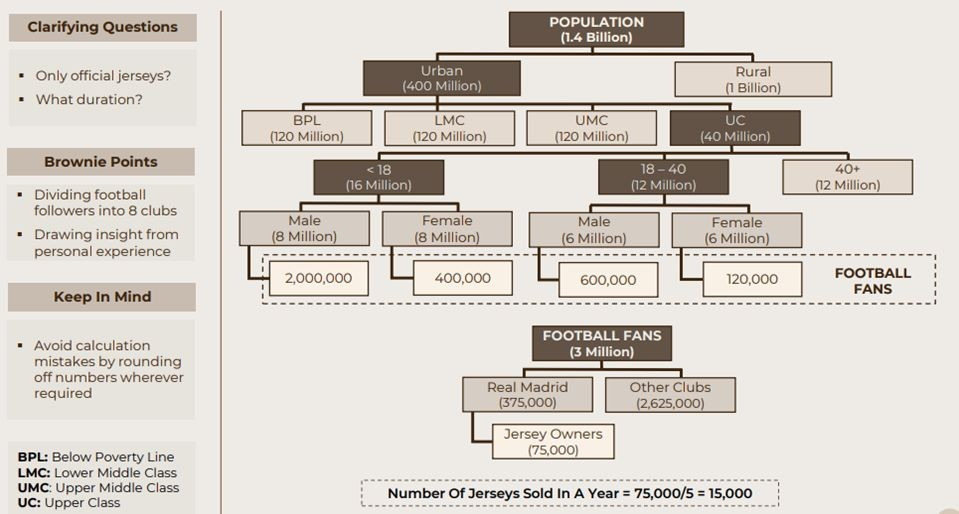 Clarifying Questions
▪ Only official jerseys?
▪ What duration?
Brownie Points
▪ Dividing football
followers into 8 clubs
▪ Drawing insight from
personal experience
Keep In Mind
▪ Avoid calculation
mistakes by rounding
off numbers wherever
required
BPL: Below Poverty Line
LMC: Lower Middle Class
UMC: Upper Middle Class
UC: Upper Class
POPULATION
(1.4 Billion)
Urban
(400 Million)
Rural
(1 Billion)
BPL
(120 Million)
LMC
(120 Million)
UMC
(120 Million)
UC
(40 Million)
< 18
(16 Million)
18 – 40
(12 Million)
40+
(12 Million)
Male
(8 Million)
Female
(8 Million)
Male
(6 Million)
Female
(6 Million)
2,000,000
400,000
600,000
120,000
FOOTBALL
FANS
FOOTBALL FANS
(3 Million)
Real Madrid
(375,000)
Other Clubs
(2,625,000)
Jersey Owners
(75,000)
Number Of Jerseys Sold In A Year = 75,000/5 = 15,000